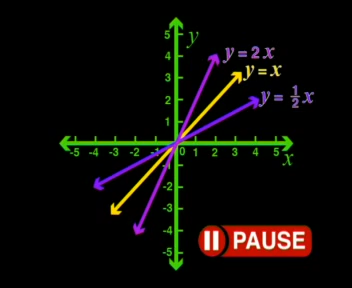 y
5
y = 2x
4
y = x
3
y = 1/2 x
2
1
-5 -4 -3 -2 -1 0 1 2 3 4 5 x
-1
-2
-3
-4
-5
PAUSE